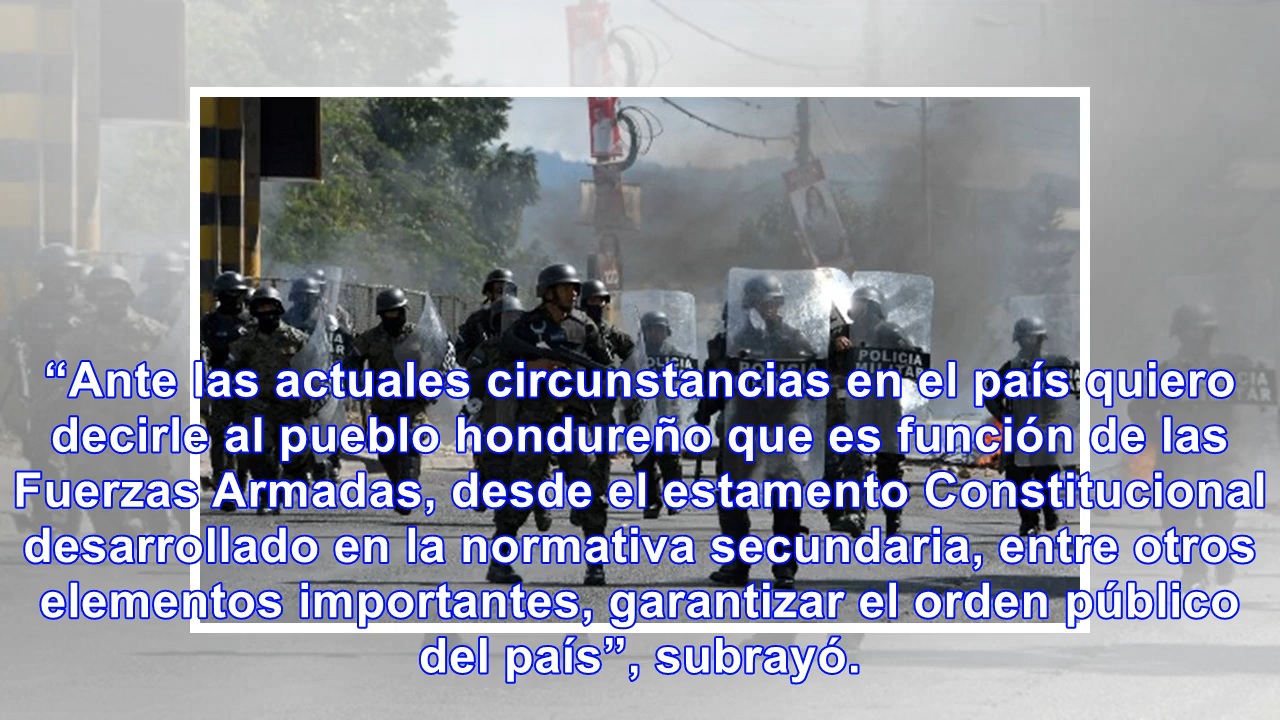 “Ante las actuales circunstancias en el país quiero
decirle al pueblo hondureño que es función de las
Fuerzas Armadas, desde el estamento Constitucional
desarrollado en la normativa secundaria, entre otros
elementos importantes, garantizar el orden público
del país”, subrayó.
POLICIA
MILITAR